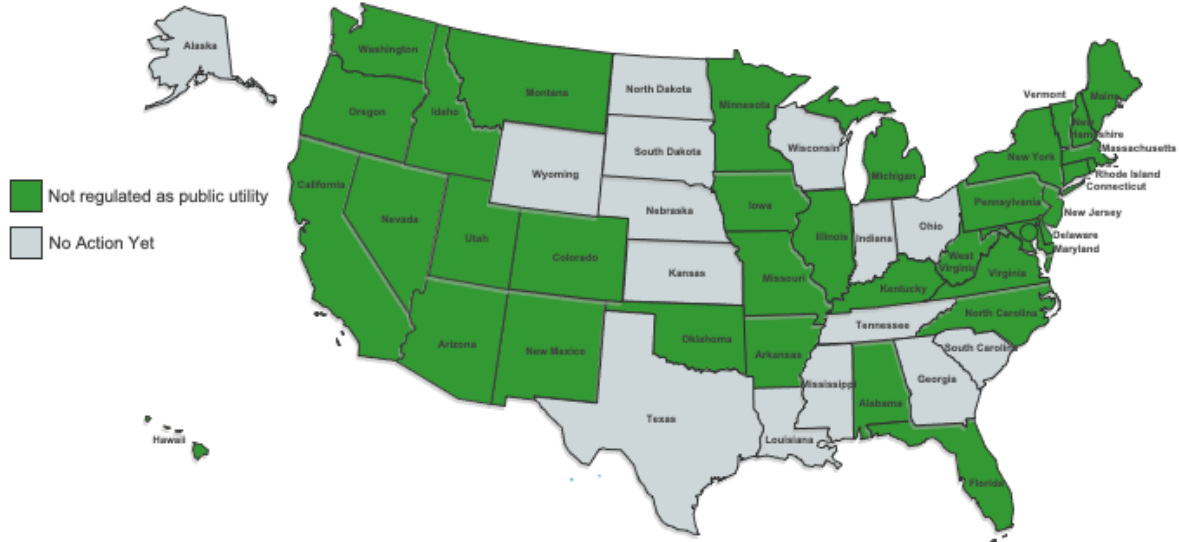 Alaska
Washington
Oregon
Idaho
Montana
North Dakota
Minnesota
Vermont
Maine
New
Hampshire
Massachusetts
Rhode Island
Connecticut
New York
South Dakota
Wisconsin
Michigan
Wyoming
California
Nevada
Utah
Colorado
Nebraska
Iowa
Illinois
Indiana
Ohio
Pennsylvania
New Jersey
Delaware
Maryland
West
Virginia
Virginia
Not regulated as public utility
No Action Yet
Kansas
Missouri
Kentucky
Arizona
New Mexico
Oklahoma
Arkansas
Tennessee
North Carolina
South Carolina
Texas
Louisiana
Mississippi
Alabama
Georgia
Florida
Hawaii